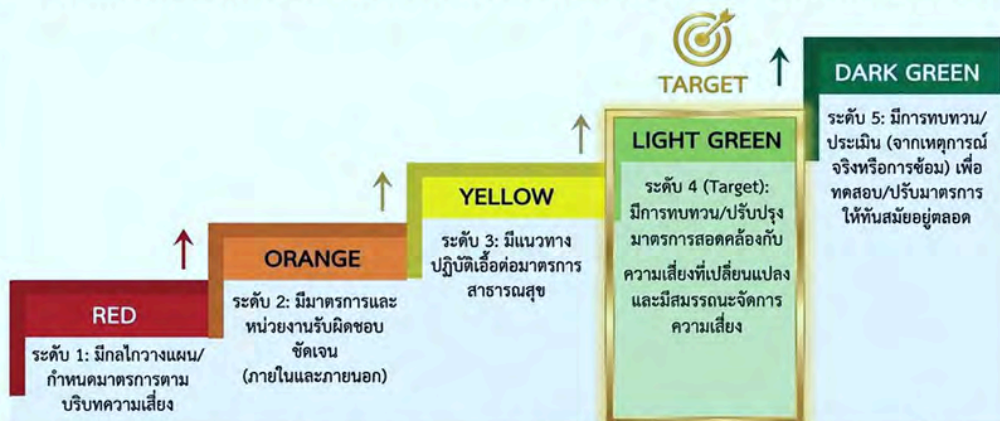 TARGET
RED
ระดับ 1: มีกลไกวางแผน/
กำหนดมาตรการตาม
บริบทความเสี่ยง
ORANGE
ระดับ 2: มีมาตรการและ
หน่วยงานรับผิดชอบ
ชัดเจน
(ภายในและภายนอก)
YELLOW
ระดับ 3: มีแนวทาง
ปฏิบัติเอื้อต่อมาตรการ
สาธารณสุข
LIGHT GREEN
ระดับ 4 (Target):
มีการทบทวน/ปรับปรุง
มาตรการสอดคล้องกับ
ความเสี่ยงที่เปลี่ยนแปลง
และมีสมรรถนะจัดการ
ความเสี่ยง
DARK GREEN
ระดับ 5: มีการทบทวน/
ประเมิน (จากเหตุการณ์
จริงหรือการซ้อม) เพื่อ
ทดสอบ/ปรับมาตรการ
ให้ทันสมัยอยู่ตลอด